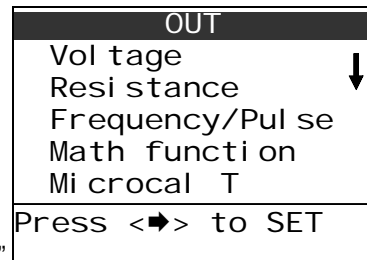 OUT
Voltage
Resistance
Frequency/Pulse
Math function
Microcal T
Press <➡> to SET
”